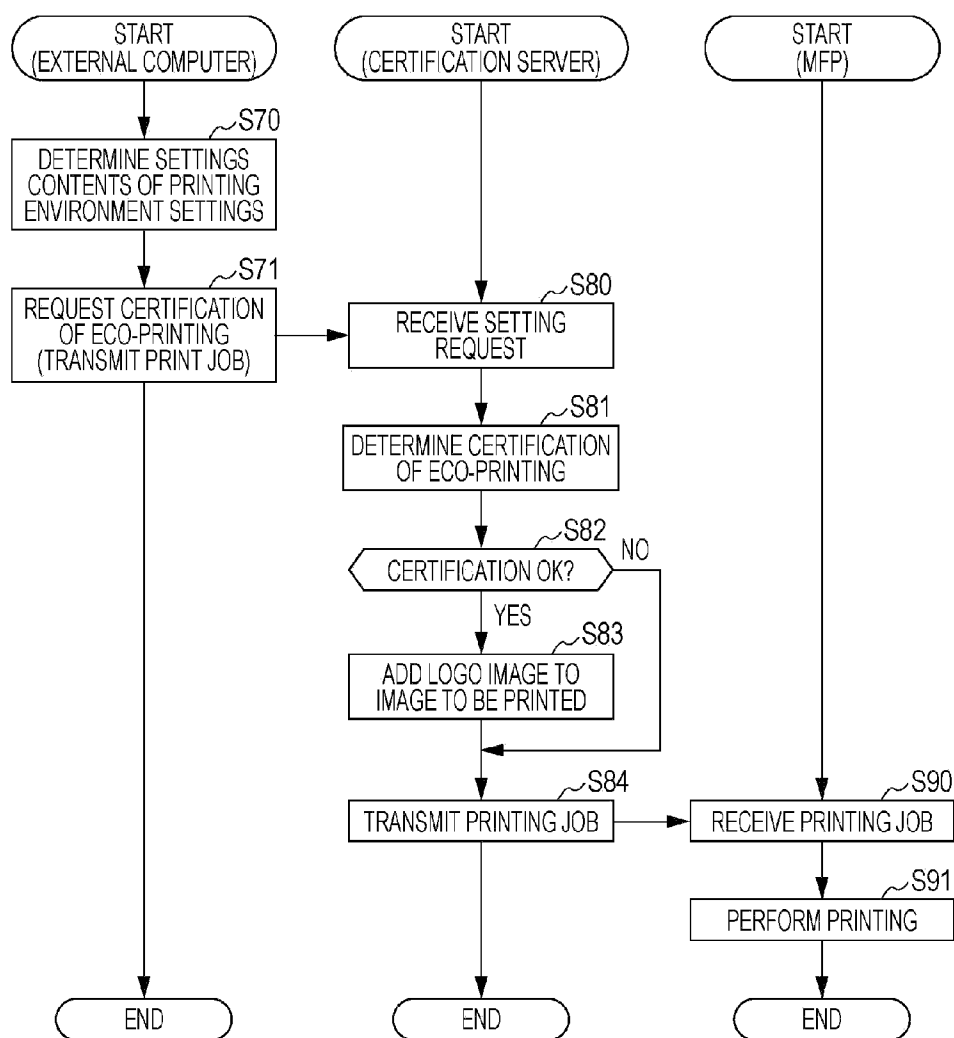 START
(EXTERNAL COMPUTER)
START
(CERTIFICATION SERVER)
START
(MFP)
S70
DETERMINE SETTINGS
CONTENTS OF PRINTING
ENVIRONMENT SETTINGS
S71
REQUEST CERTIFICATION
OF ECO-PRINTING
(TRANSMIT PRINT JOB)
S80
RECEIVE SETTING
REQUEST
S81
DETERMINE CERTIFICATION
OF ECO-PRINTING
S82
CERTIFICATION OK?
NO
YES
S83
ADD LOGO IMAGE TO
IMAGE TO BE PRINTED
S84
TRANSMIT PRINTING JOB
S90
RECEIVE PRINTING JOB
S91
PERFORM PRINTING
END
END
END